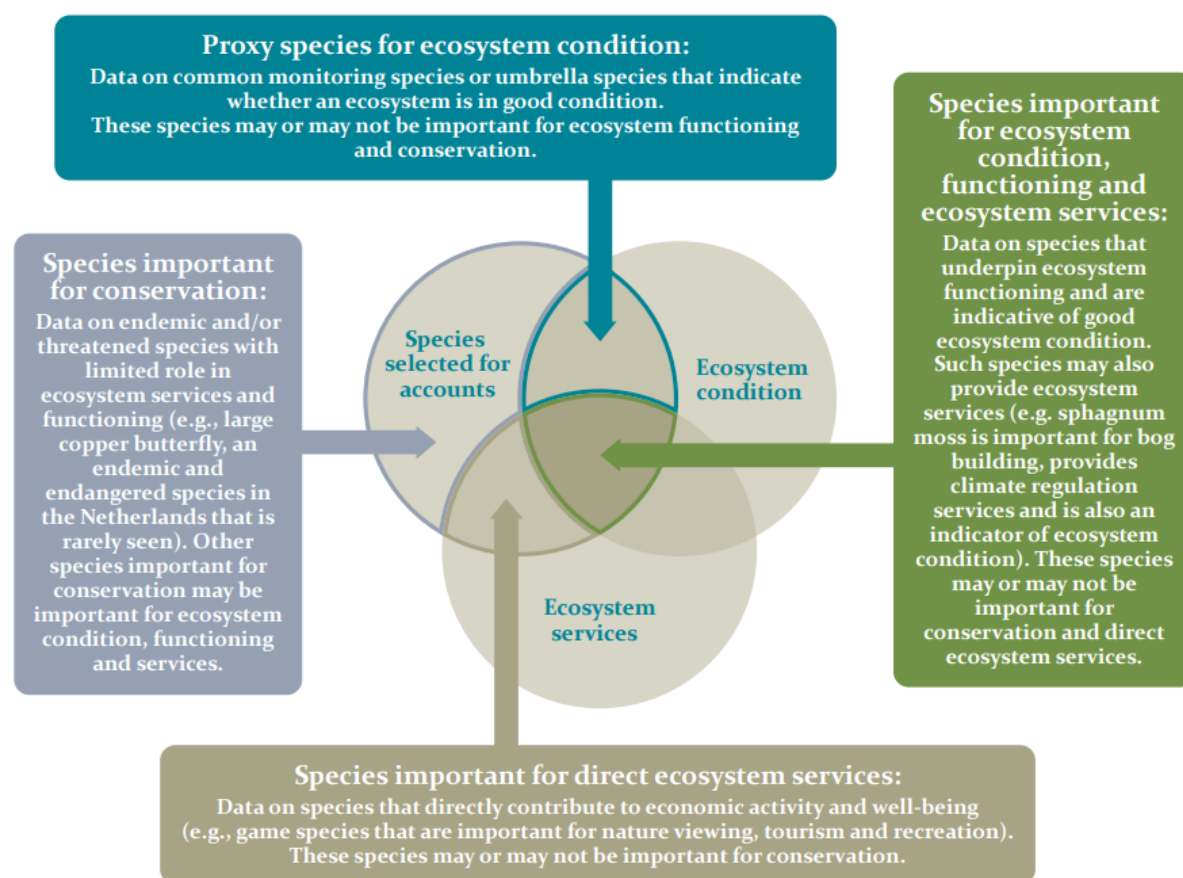 Proxy species for ecosystem condition:
Data on common monitoring species or umbrella species that indicate
whether an ecosystem is in good condition.
These species may or may not be important for ecosystem functioning
and conservation.
Species important
for conservation:
Data on endemic and/or
threatened species with
limited role in
ecosystem services and
functioning (e.g., large
copper butterfly, an
endemic and
endangered species in
the Netherlands that is
rarely seen). Other
species important for
conservation may be
important for ecosystem
condition, functioning
and services.
Species
selected for
accounts
Ecosystem
condition
Ecosystem
services
Species important
for ecosystem
condition,
functioning and
ecosystem services:
Data on species that
underpin ecosystem
functioning and are
indicative of good
ecosystem condition.
Such species may also
provide ecosystem
services (e.g. sphagnum
moss is important for bog
building, provides
climate regulation
services and is also an
indicator of ecosystem
condition). These species
may or may not be
important for
conservation and direct
ecosystem services.
Species important for direct ecosystem services:
Data on species that directly contribute to economic activity and well-being
(e.g., game species that are important for nature viewing, tourism and recreation).
These species may or may not be important for conservation.